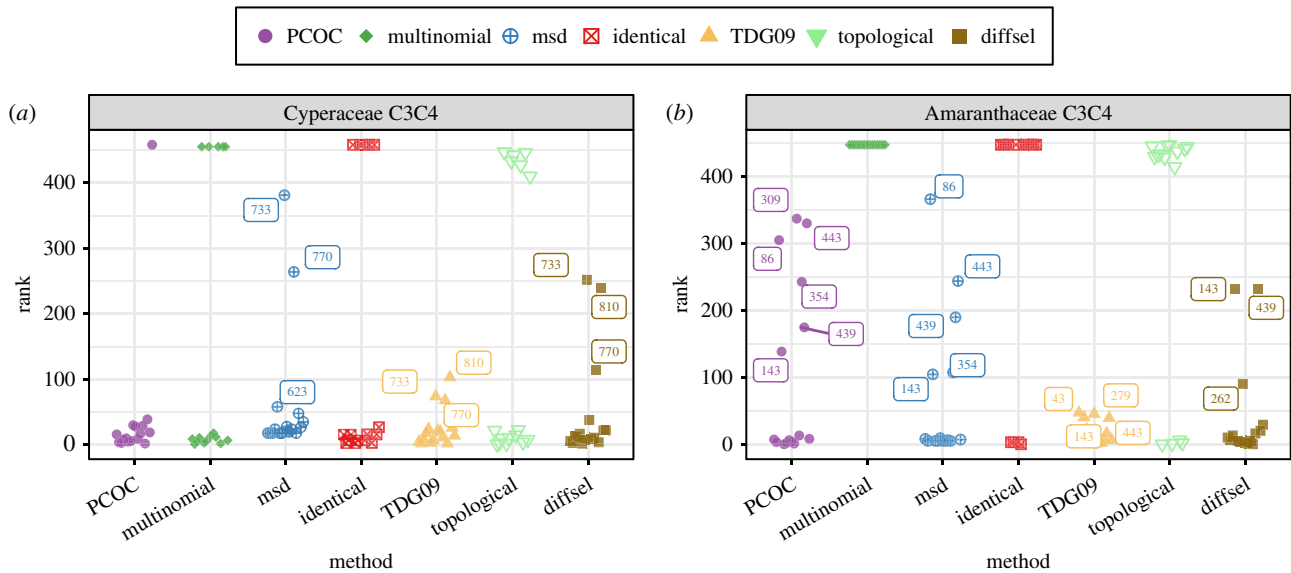 PCOC multinomial msd identical TDG09 topological diffsel
(a) Cyperaceae C3C4
rank
400
300
200
100
0
733
770
623
733
810
770
733
810
770
PCOC
multinomial
msd
identical
TDG09
topological
diffsel
method
(b) Amaranthaceae C3C4
rank
400
300
200
100
0
309
443
86
354
439
143
86
443
439
354
143
43
279
143
443
143
439
262
PCOC
multinomial
msd
identical
TDG09
topological
diffsel
method